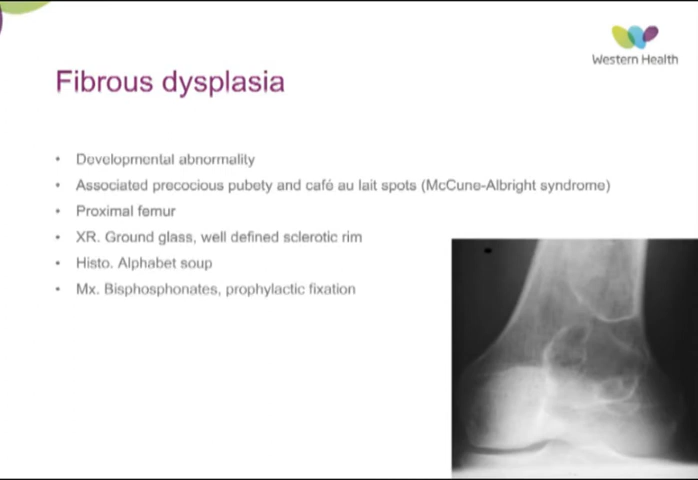 Western Health
Fibrous dysplasia
• Developmental abnormality
• Associated precocious pubety and café au lait spots (McCune-Albright syndrome)
• Proximal femur
• XR. Ground glass, well defined sclerotic rim
• Histo. Alphabet soup
• Mx. Bisphosphonates, prophylactic fixation